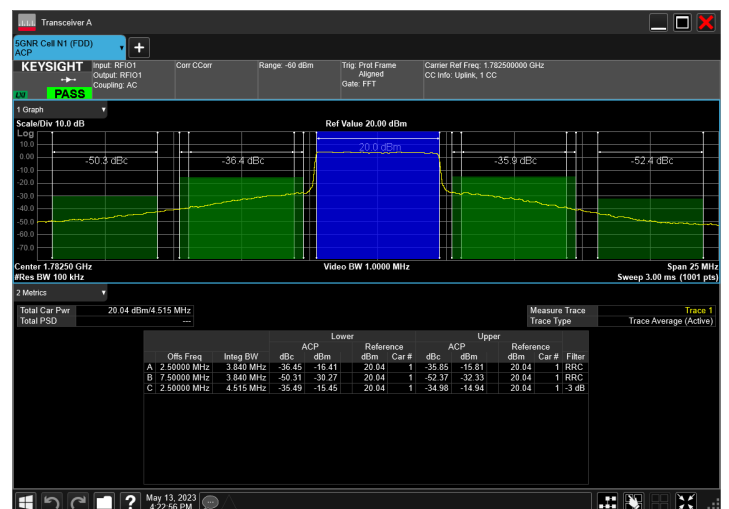 Transceiver A
5GNR Cell N1 (FDD)
ACP
+
KEYSIGHT
LXI
PASS
Input: RFIO1
Output: RFIO1
Coupling: AC
Corr CCorr
Range: -60 dBm
Trig: Prot Frame
Aligned
Gate: FFT
Carrier Ref Freq: 1.782500000 GHz
CC Info: Uplink, 1 CC
1 Graph
Scale/Div 10.0 dB
Ref Value 20.00 dBm
Log
10.0
0.00
-10.0
-20.0
-30.0
-40.0
-50.0
-60.0
-70.0
-50.3 dBc
-36.4 dBc
20.0 dBm
-35.9 dBc
-52.4 dBc
Center 1.78250 GHz
#Res BW 100 kHz
Video BW 1.0000 MHz
Span 25 MHz
Sweep 3.00 ms (1001 pts)
2 Metrics
Total Car Pwr 20.04 dBm/4.515 MHz
Total PSD ---
Measure Trace Trace 1
Trace Type Trace Average (Active)
Lower Upper
ACP Reference ACP Reference
Offs Freq Integ BW dBc dBm dBm Car # dBc dBm dBm Car # Filter
A 2.50000 MHz 3.840 MHz -36.45 -16.41 20.04 1 -35.85 -15.81 20.04 1 RRC
B 7.50000 MHz 3.840 MHz -50.31 -30.27 20.04 1 -52.37 -32.33 20.04 1 RRC
C 2.50000 MHz 4.515 MHz -35.49 -15.45 20.04 1 -34.98 -14.94 20.04 1 -3 dB
?
May 13, 2023
4:22:56 PM